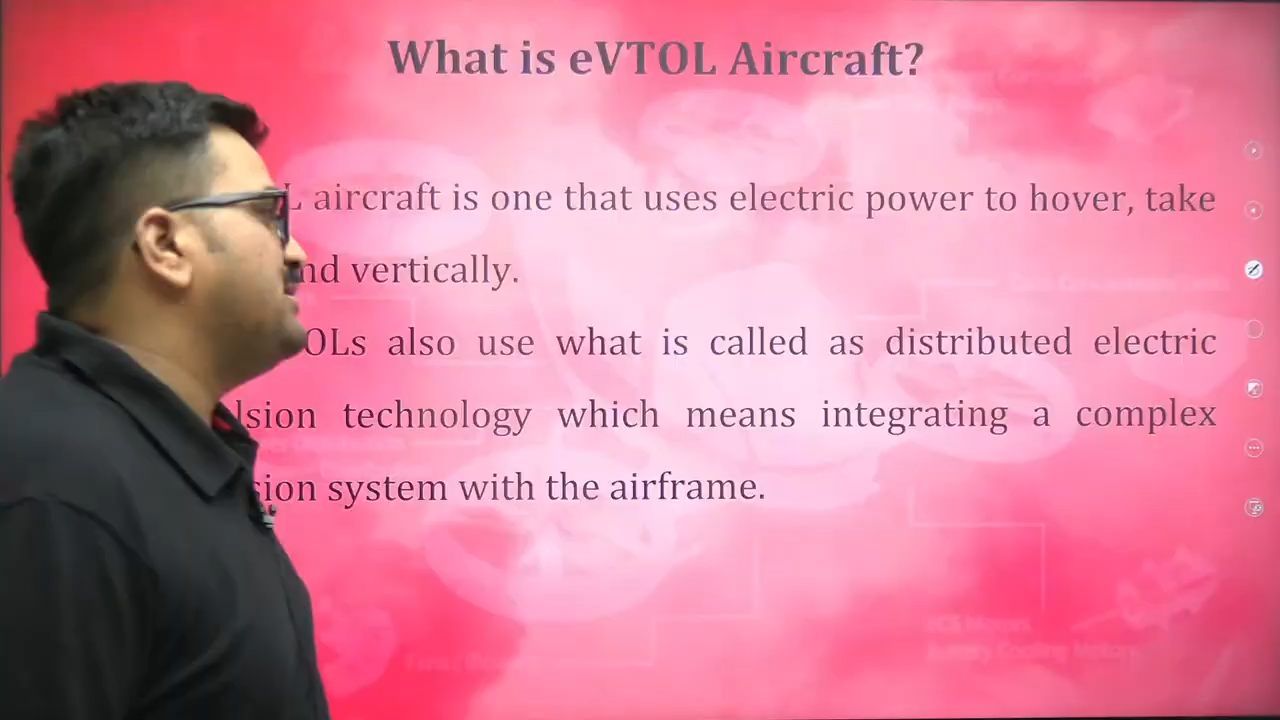 What is eVTOL Aircraft?
L aircraft is one that uses electric power to hover, take
nd vertically.
OLs also use what is called as distributed electric
lsion technology which means integrating a complex
sion system with the airframe.